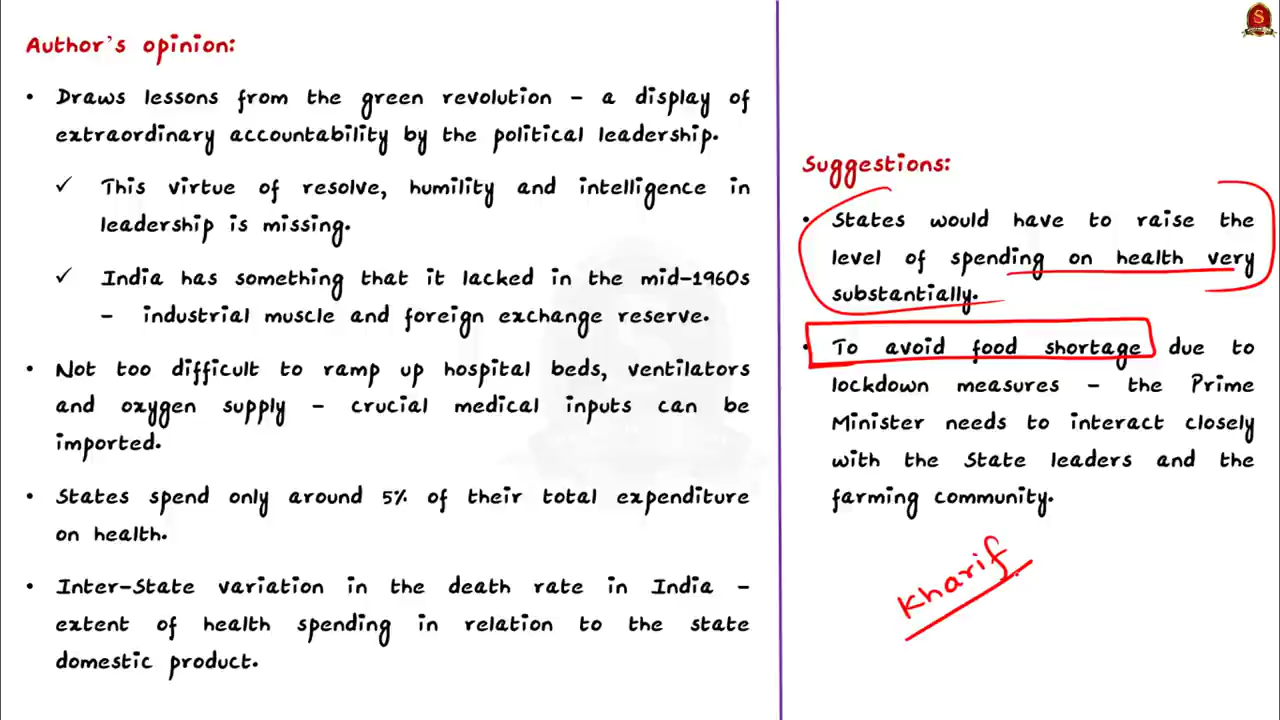 Author's opinion:
• Draws lessons from the green revolution – a display of
extraordinary accountability by the political leadership.
✓ This virtue of resolve, humility and intelligence in
leadership is missing.
✓ India has something that it lacked in the mid-1960s
– industrial muscle and foreign exchange reserve.
• Not too difficult to ramp up hospital beds, ventilators
and oxygen supply – crucial medical inputs can be
imported.
• States spend only around 5% of their total expenditure
on health.
• Inter-State variation in the death rate in India –
extent of health spending in relation to the state
domestic product.
Suggestions:
• States would have to raise the
level of spending on health very
substantially.
• To avoid food shortage due to
lockdown measures – the Prime
Minister needs to interact closely
with the State leaders and the
farming community.
Kharif